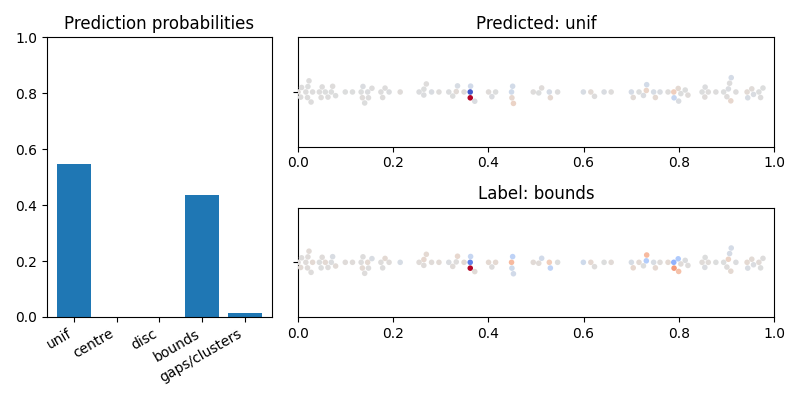 Prediction probabilities
1.0
0.8
0.6
0.4
0.2
0.0
unif
centre
disc
bounds
gaps/clusters
Predicted: unif
0.0 0.2 0.4 0.6 0.8 1.0
Label: bounds
0.0 0.2 0.4 0.6 0.8 1.0